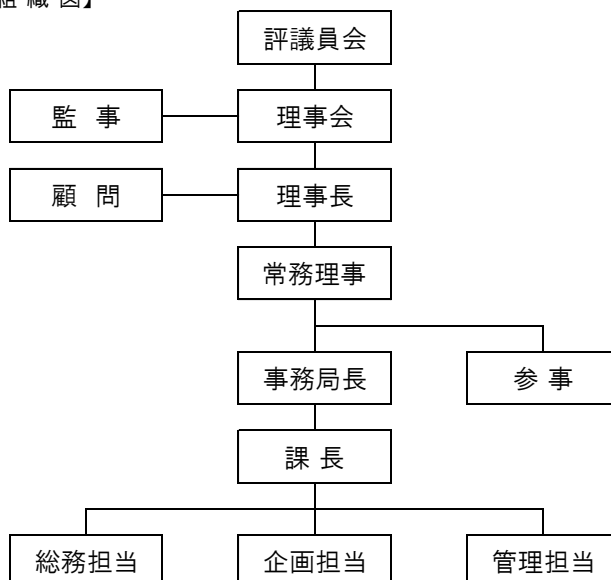 組 織 図】
評議員会
監 事
理事会
顧 問
理事長
常務理事
事務局長
参 事
課 長
総務担当
企画担当
管理担当